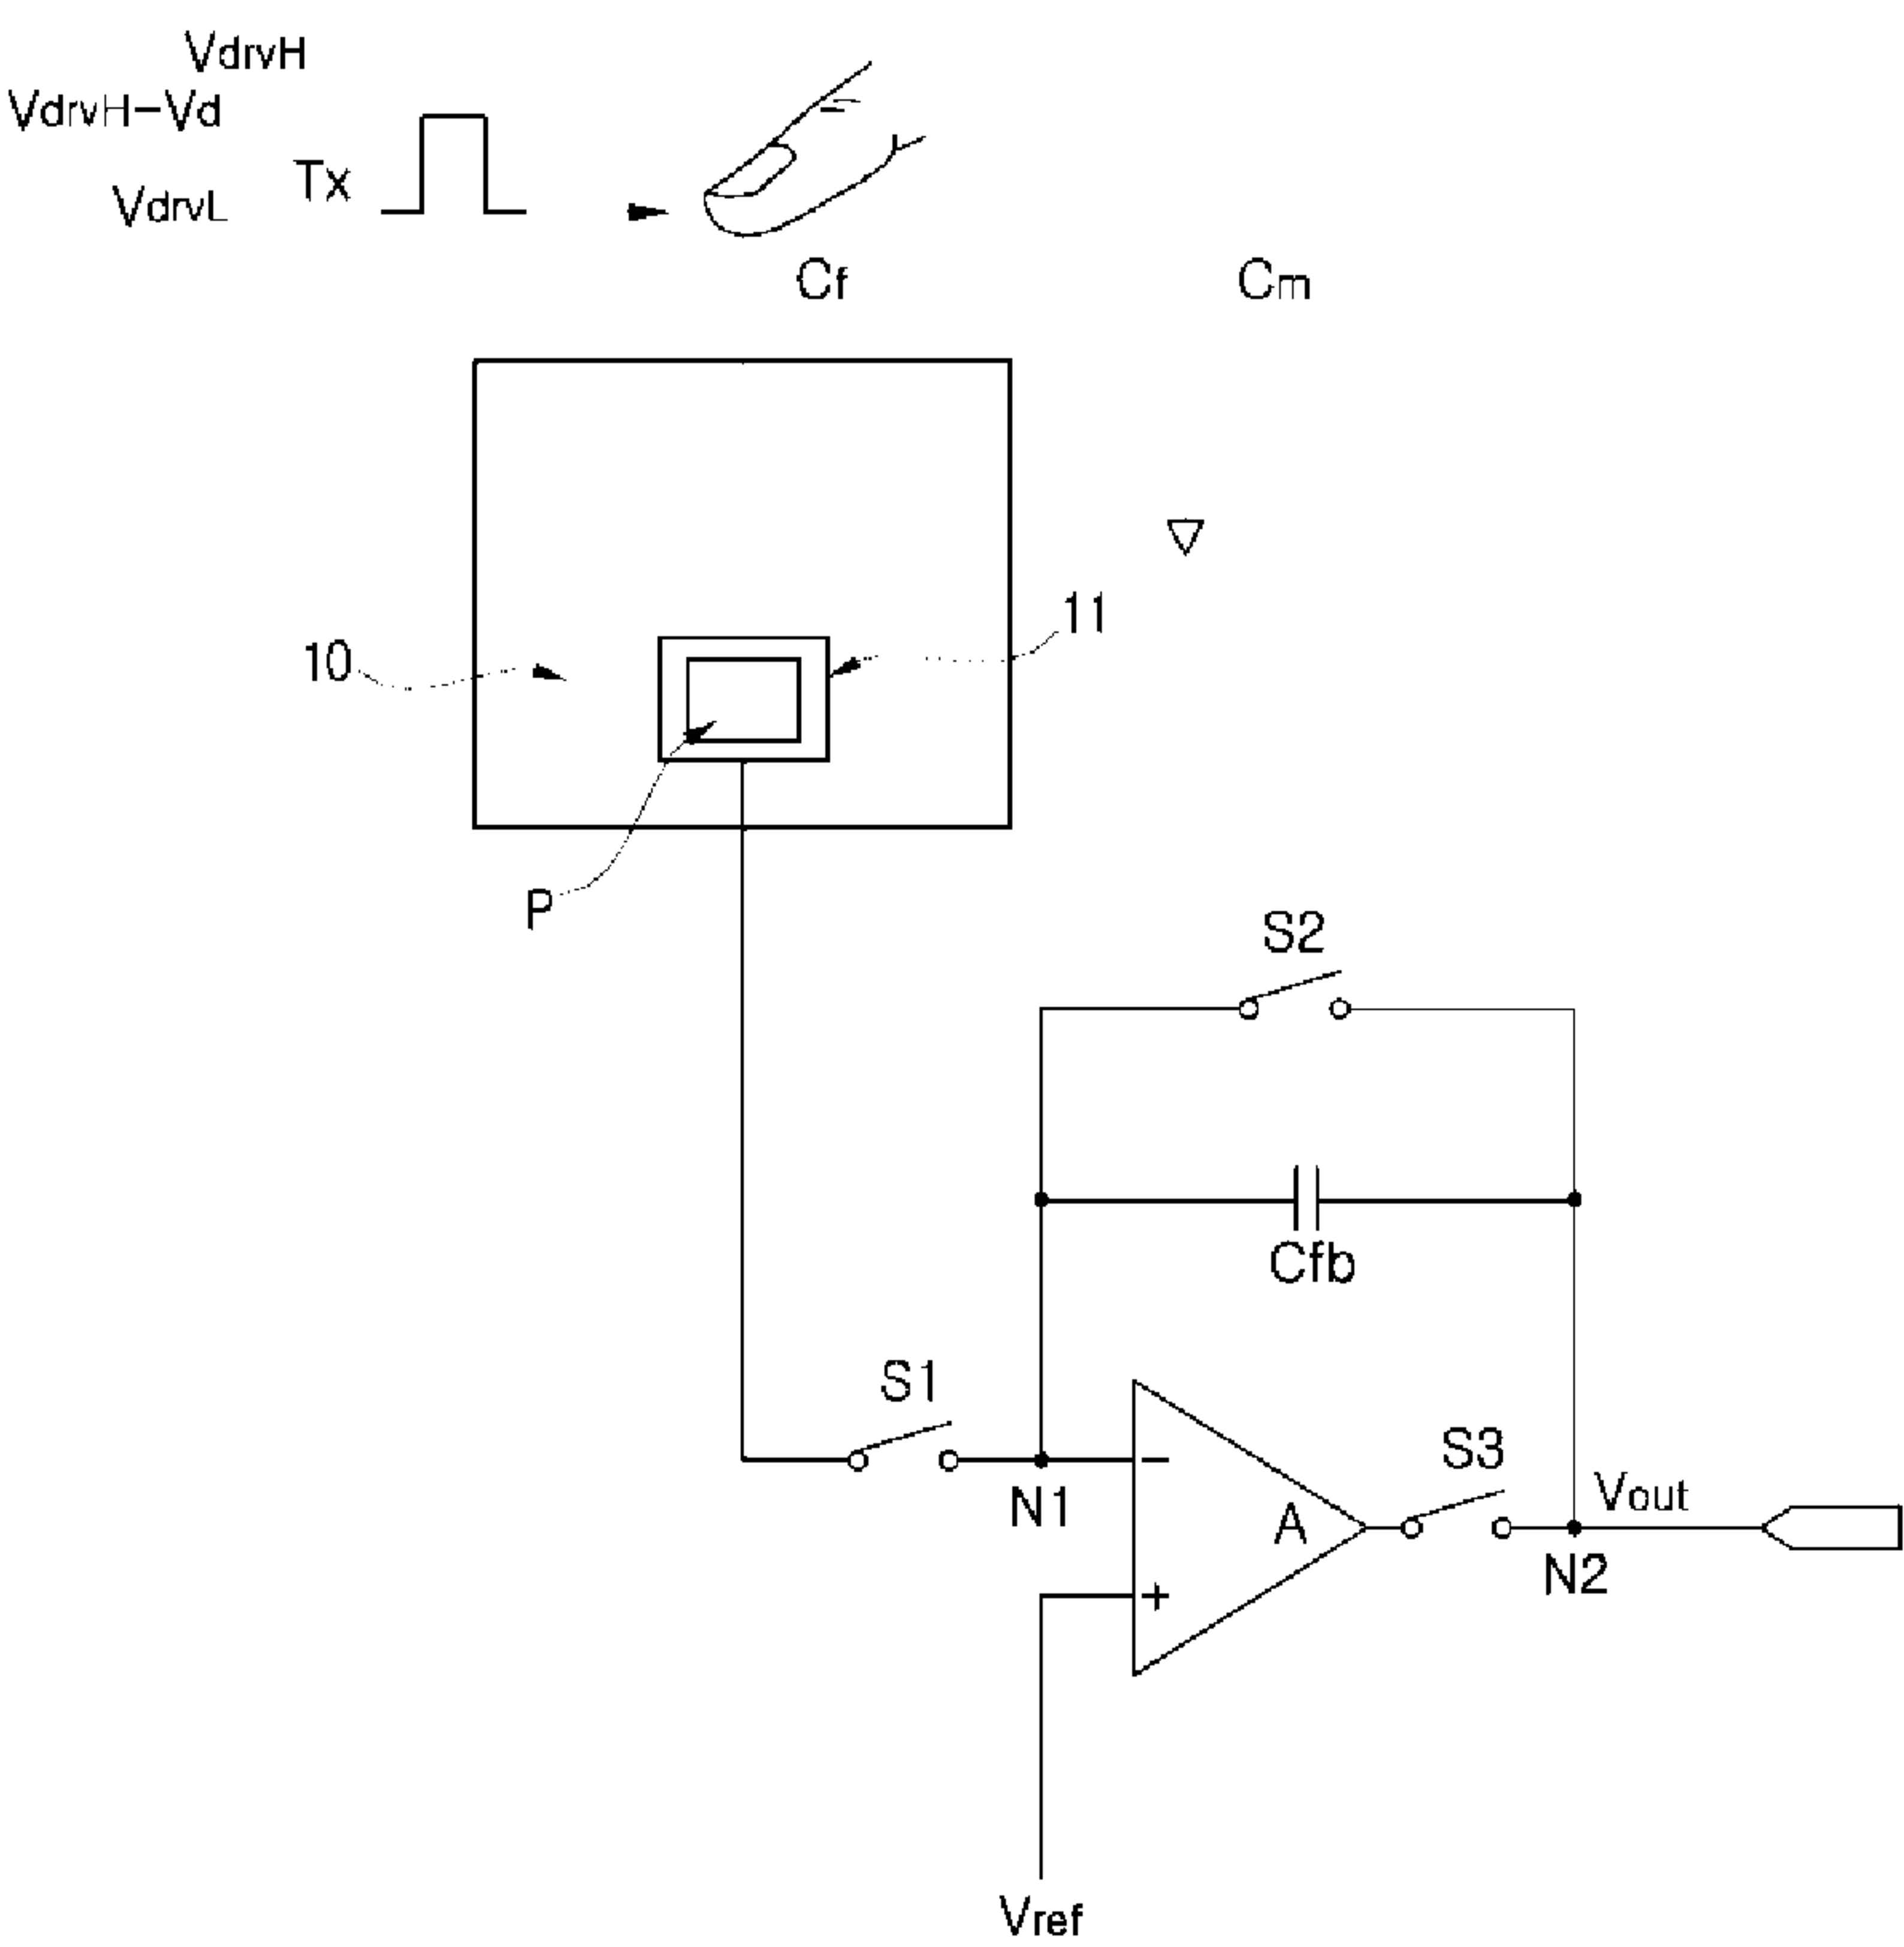 VdrvH
VdrvH-Vd
Tx
VdrvL
Cf
Cm
11
10
P
S2
Cfb
S1
S3
Vout
N1
A
N2
Vref